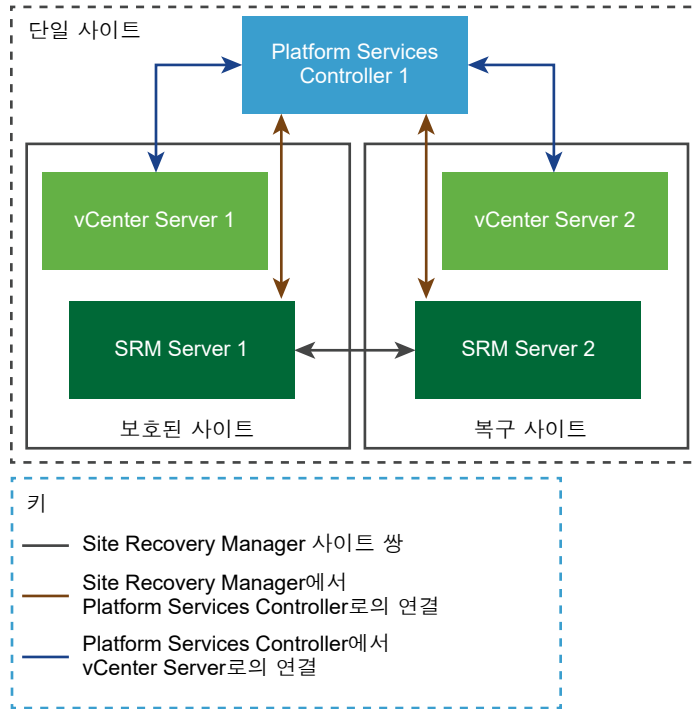 단일 사이트
Platform Services
Controller 1
vCenter Server 1
vCenter Server 2
SRM Server 1
SRM Server 2
보호된 사이트
복구 사이트
키
Site Recovery Manager 사이트 쌍
Site Recovery Manager에서
Platform Services Controller로의 연결
Platform Services Controller에서
vCenter Server로의 연결